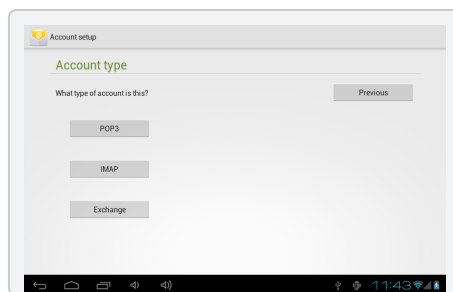 Account setup
Account type
What type of account is this?
Previous
POP3
IMAP
Exchange
11:43